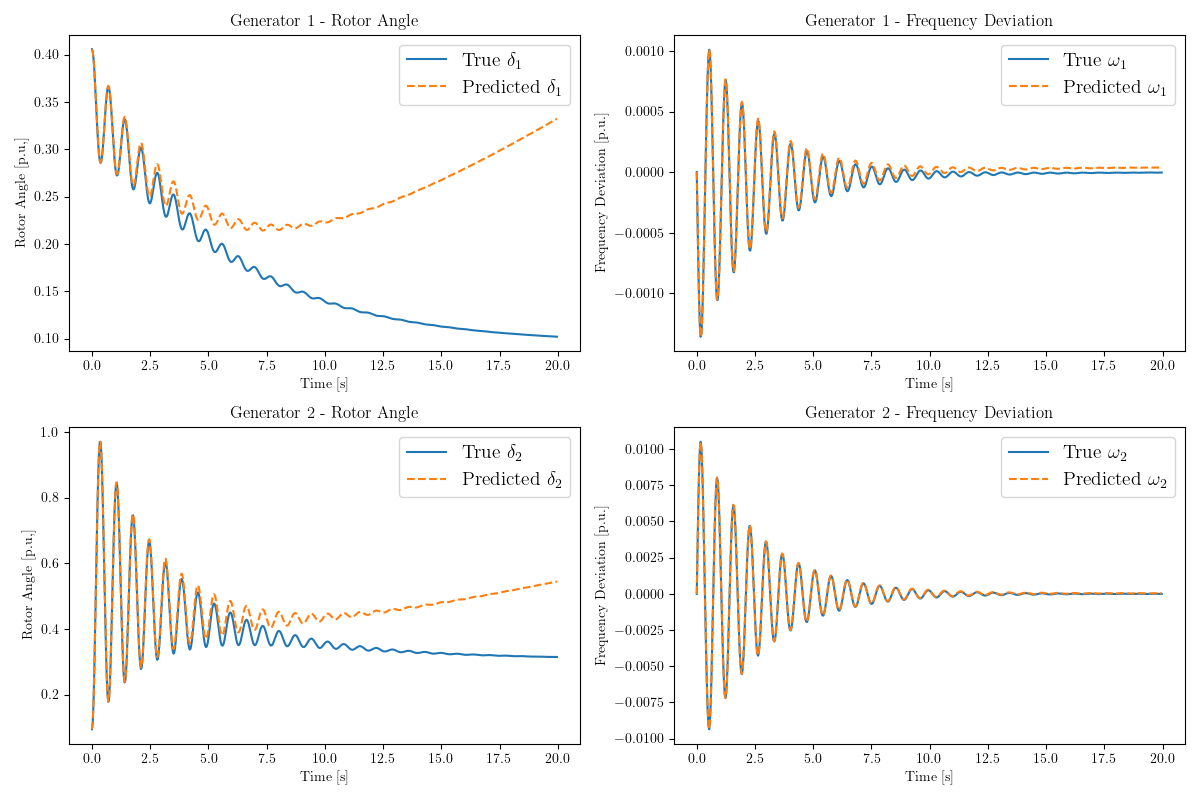 Generator 1 - Rotor Angle
0.40
0.35
0.30
0.25
0.20
0.15
0.10
Rotor Angle [p.u,]
True δ₁
Predicted δ₁
0.0 2.5 5.0 7.5 10.0 12.5 15.0 17.5 20.0
Time [s]
Generator 1 - Frequency Deviation
0.0010
0.0005
0.0000
−0.0005
−0.0010
Frequency Deviation [p.u.]
True ω₁
Predicted ω₁
0.0 2.5 5.0 7.5 10.0 12.5 15.0 17.5 20.0
Time [s]
Generator 2 - Rotor Angle
1.0
0.8
0.6
0.4
0.2
Rotor Angle [p.u,]
True δ₂
Predicted δ₂
0.0 2.5 5.0 7.5 10.0 12.5 15.0 17.5 20.0
Time [s]
Generator 2 - Frequency Deviation
0.0100
0.0075
0.0050
0.0025
0.0000
−0.0025
−0.0050
−0.0075
−0.0100
Frequency Deviation [p.u.]
True ω₂
Predicted ω₂
0.0 2.5 5.0 7.5 10.0 12.5 15.0 17.5 20.0
Time [s]